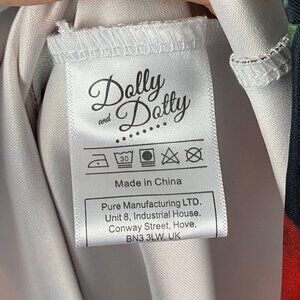 Dolly
and
Dotty
30
Made in China
Pure Manufacturing LTD.
Unit 8, Industrial House.
Conway Street, Hove,
BN3 3LW. UK